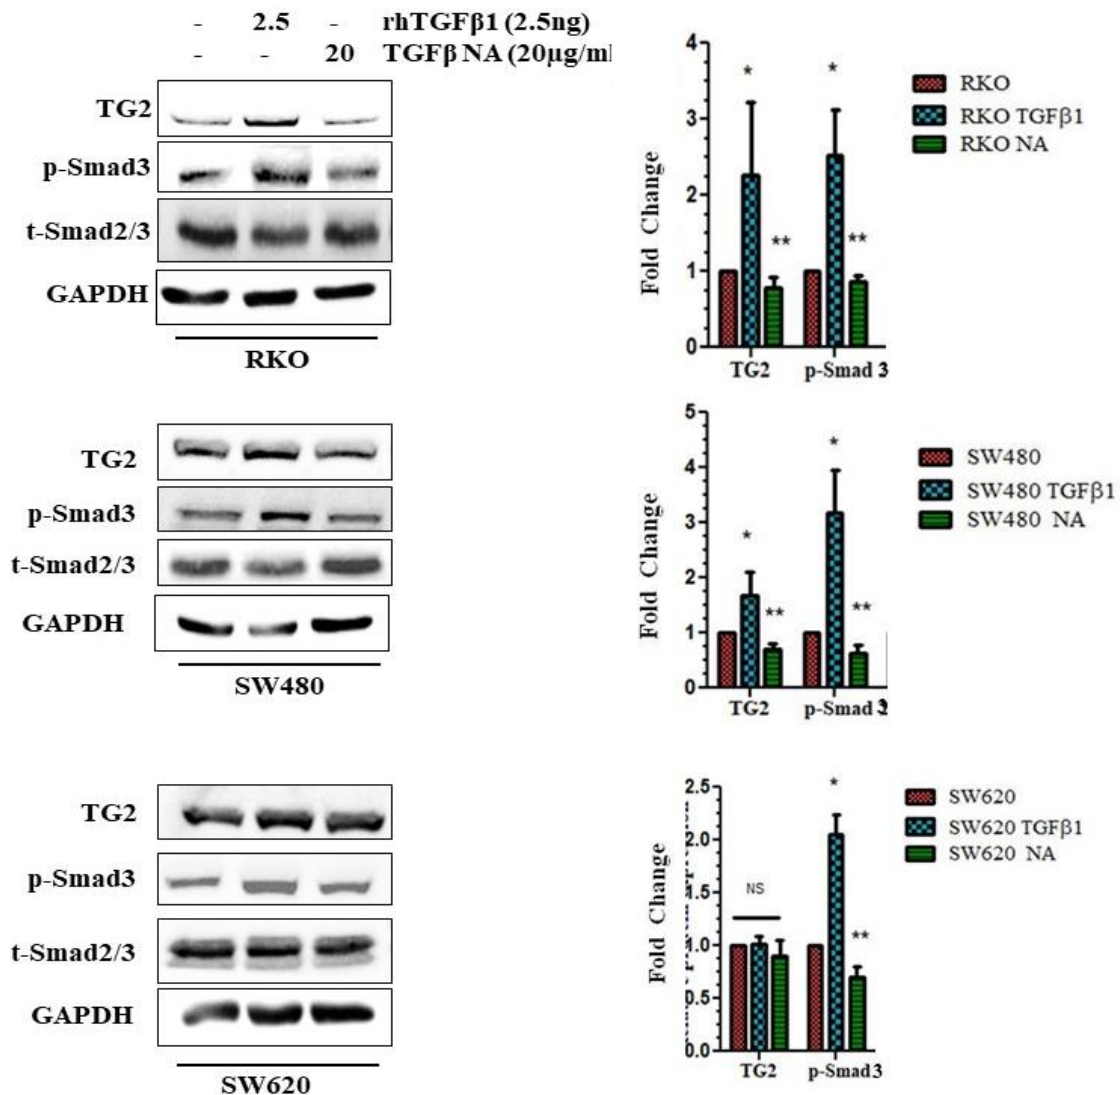 - 2.5 - rhTGFβ1 (2.5ng)
- - 20 TGFβ NA (20µg/ml
TG2
p-Smad3
t-Smad2/3
GAPDH
RKO
4
3
2
1
0
Fold Change
*
*
**
**
TG2
p-Smad 3
RKO
RKO TGFβ1
RKO NA
TG2
p-Smad3
t-Smad2/3
GAPDH
SW480
5
4
3
2
1
0
Fold Change
*
*
**
**
TG2
p-Smad 3
SW480
SW480 TGFβ1
SW480 NA
TG2
p-Smad3
t-Smad2/3
GAPDH
SW620
2.5
2.0
1.5
1.0
0.5
0.0
Fold Change
NS
*
**
TG2
p-Smad 3
SW620
SW620 TGFβ1
SW620 NA